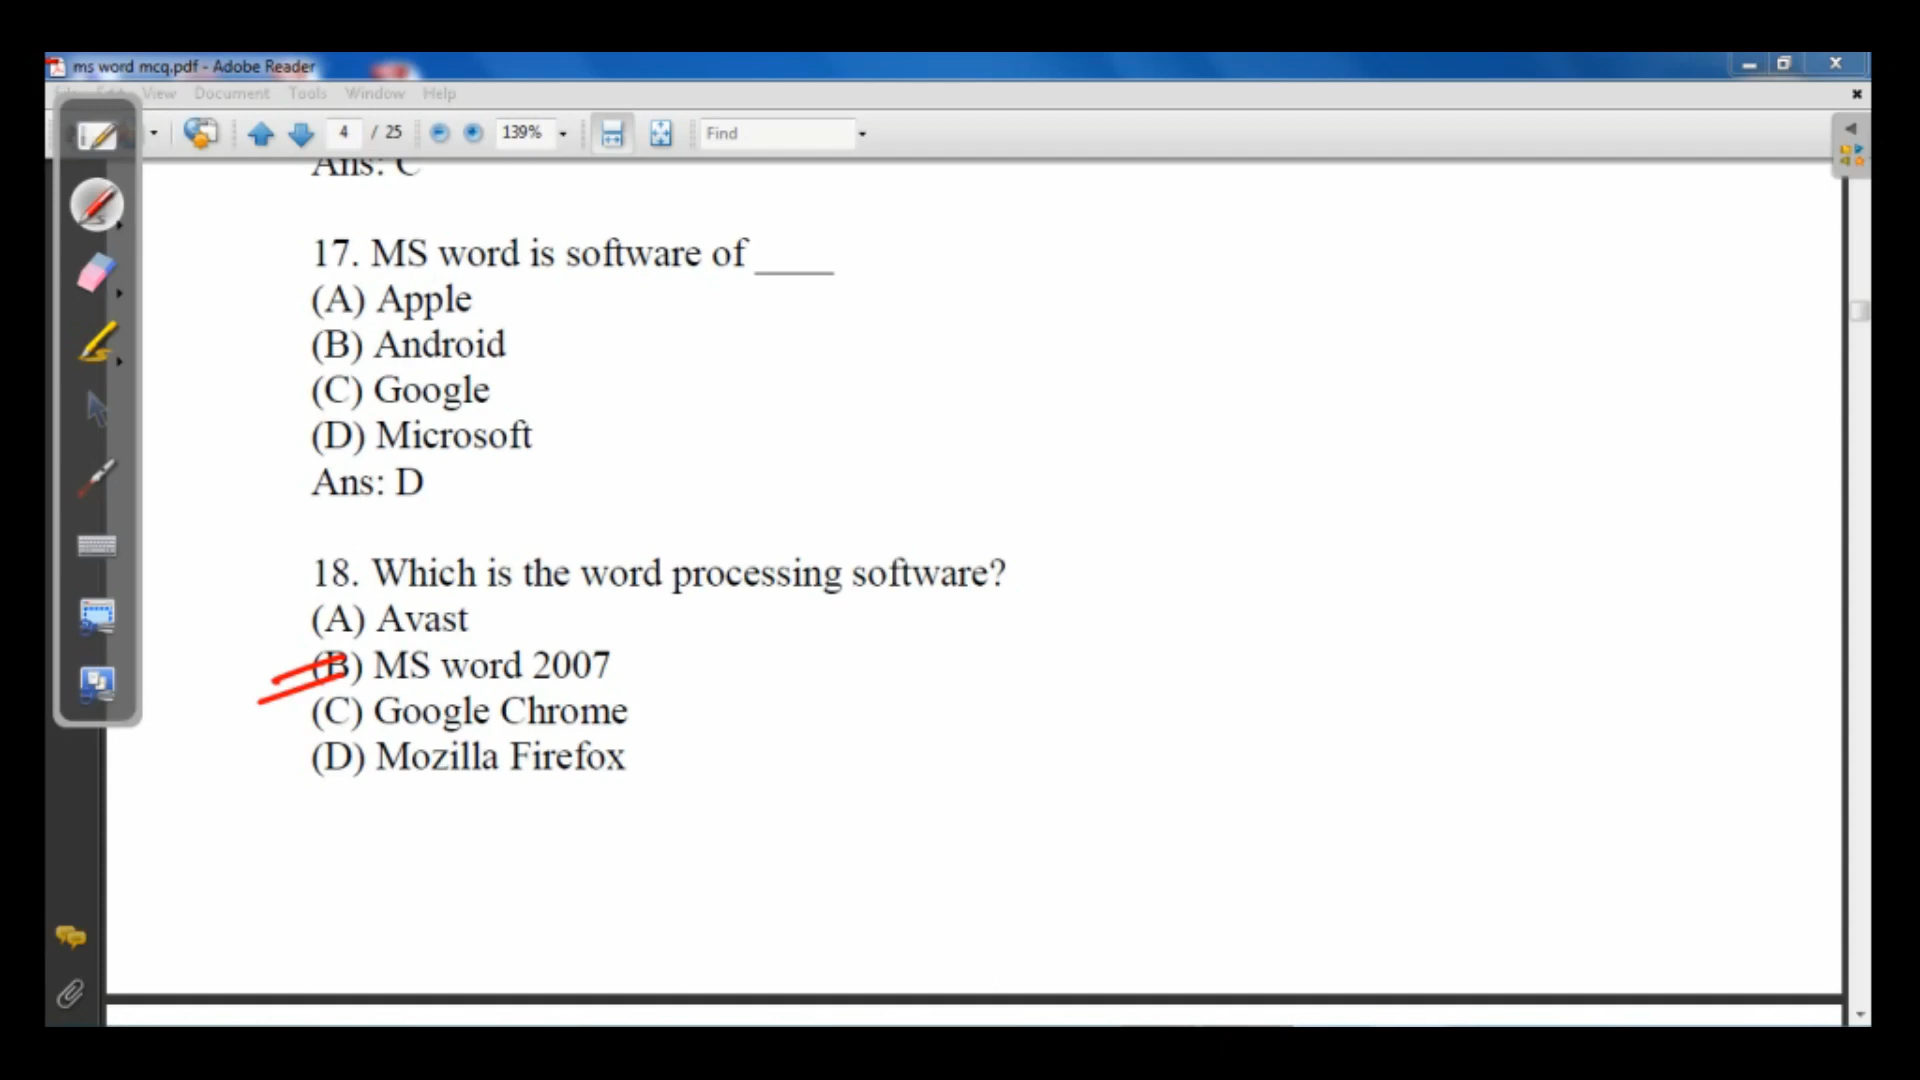 ms word mcq.pdf - Adobe Reader
View Document Tools Window Help
4 / 25 139% Find
Ans: C
17. MS word is software of ____
(A) Apple
(B) Android
(C) Google
(D) Microsoft
Ans: D
18. Which is the word processing software?
(A) Avast
(B) MS word 2007
(C) Google Chrome
(D) Mozilla Firefox